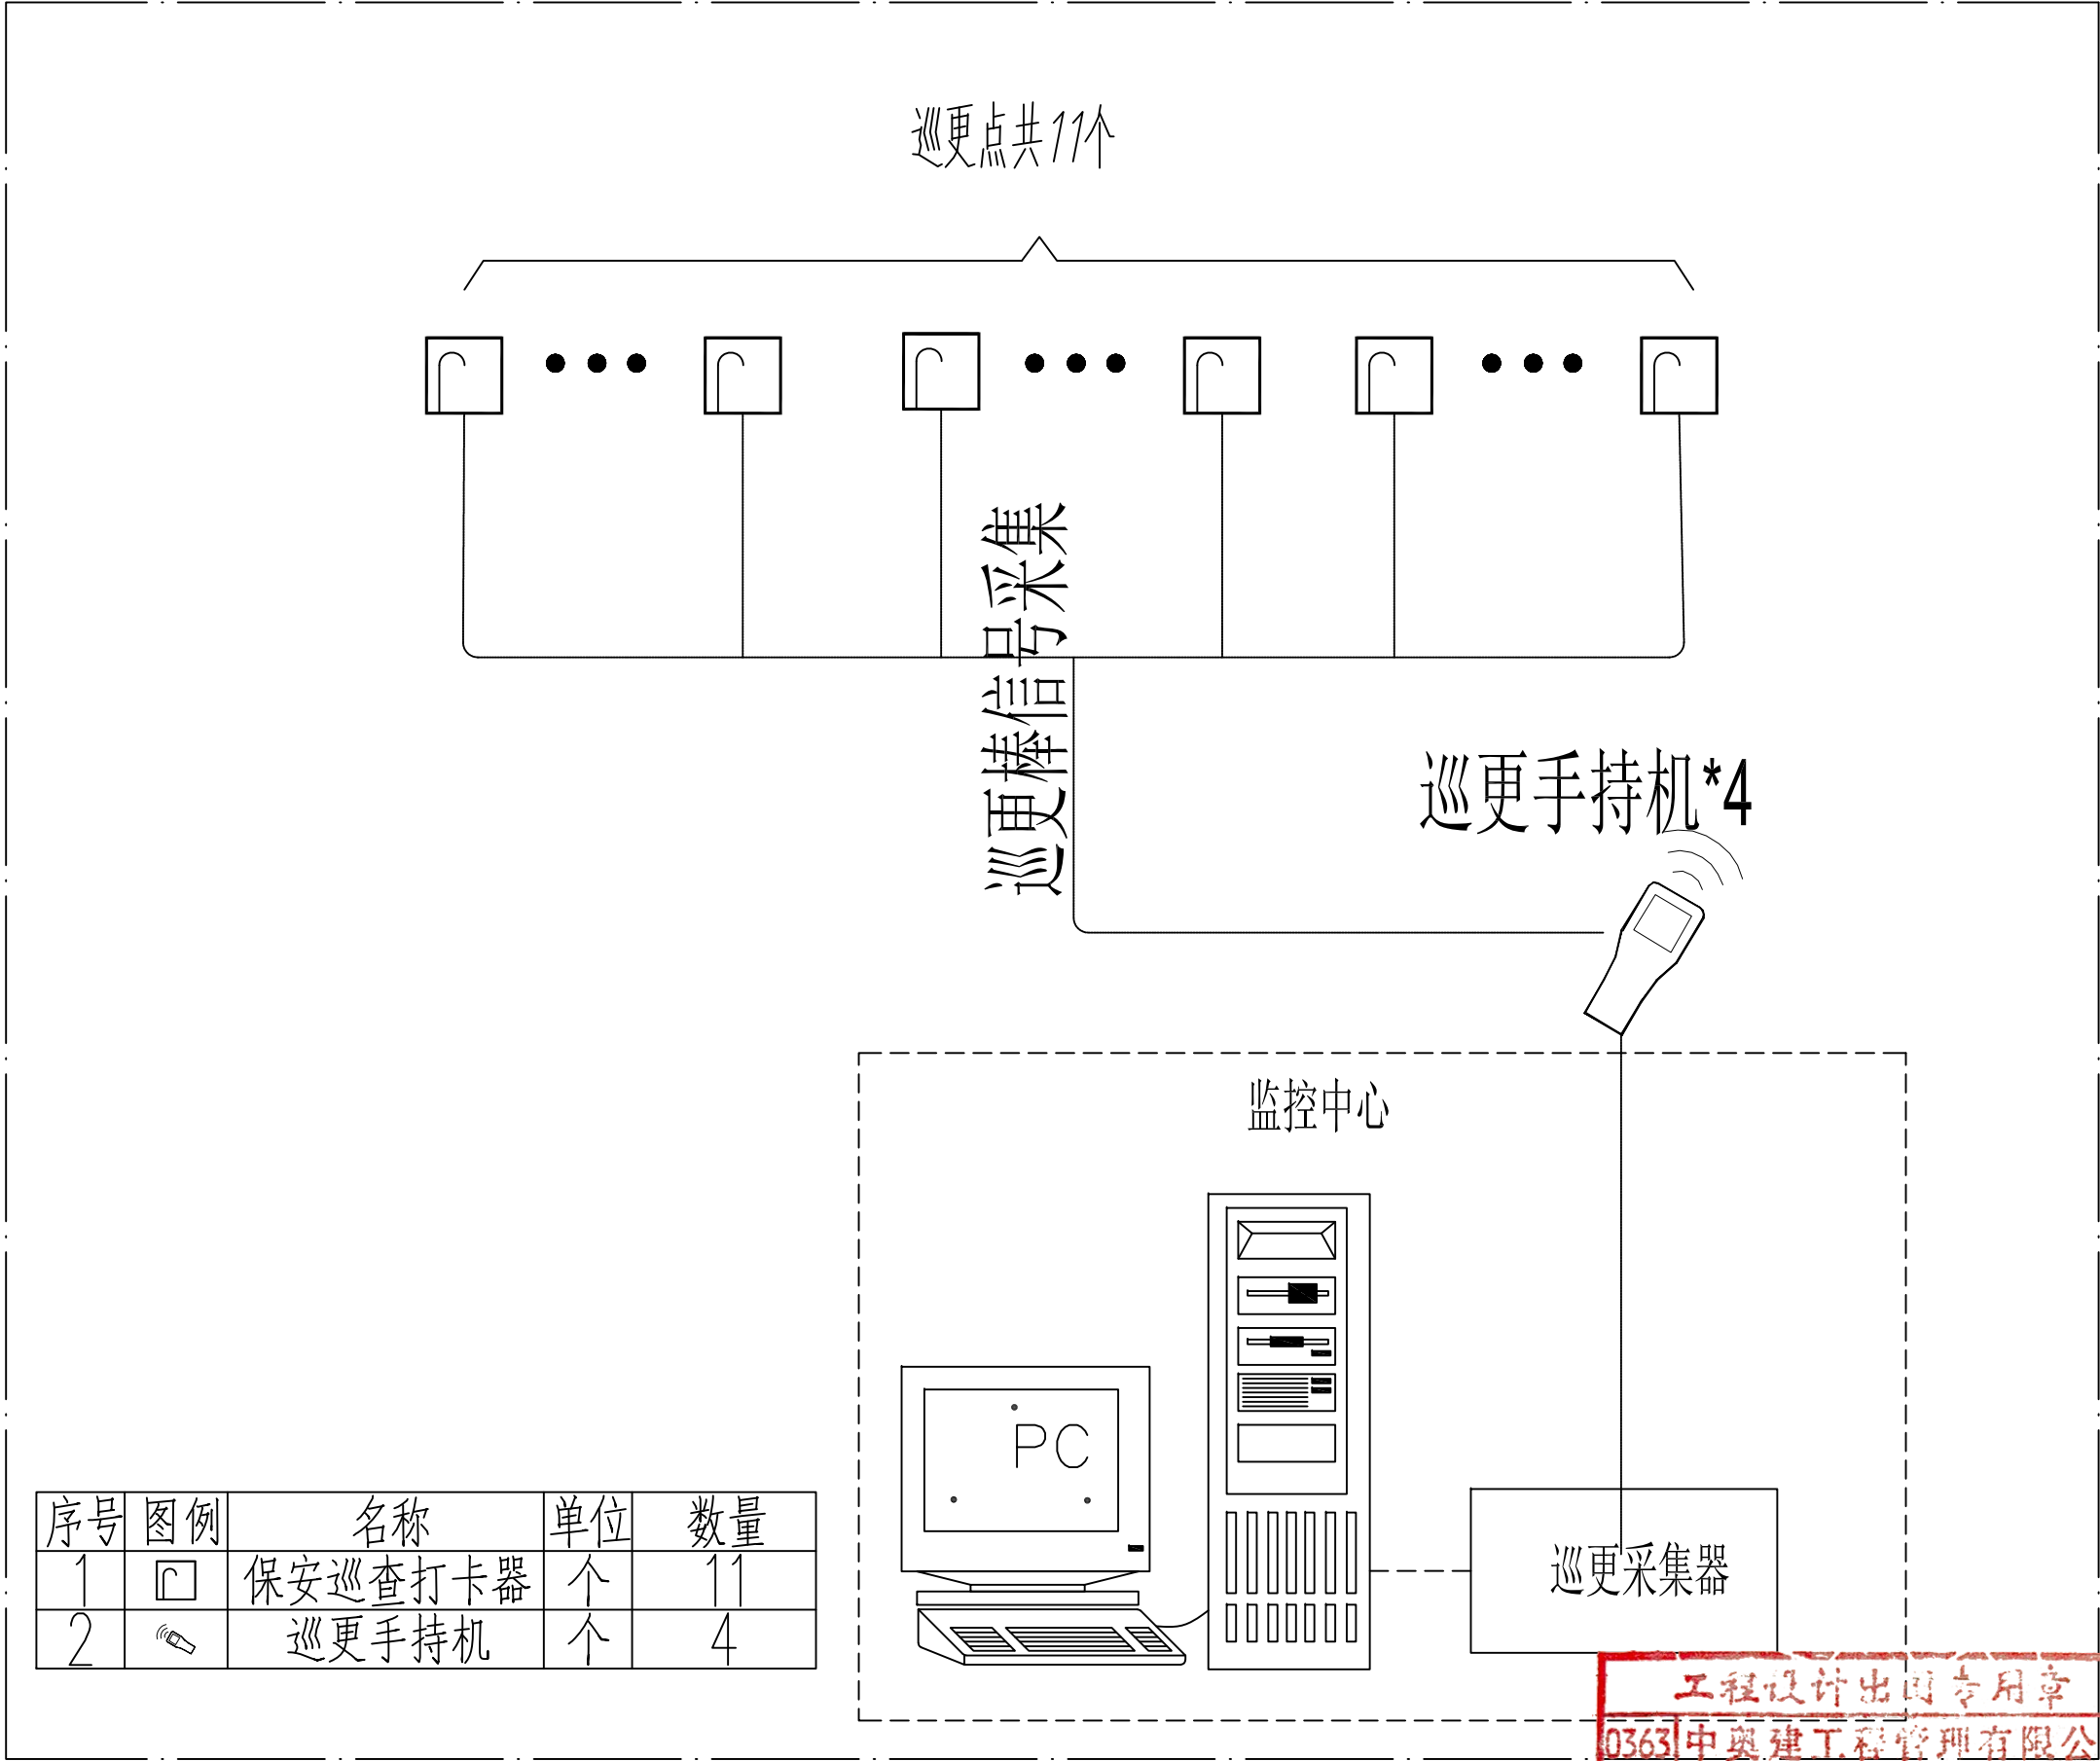 巡更点共11个
巡更棒信号采集
巡更手持机*4
监控中心
PC
巡更采集器
序号 图例 名称 单位 数量
1 保安巡查打卡器 个 11
2 巡更手持机 个 4
工程设计出图专用章
0363 中奥建工程管理有限公